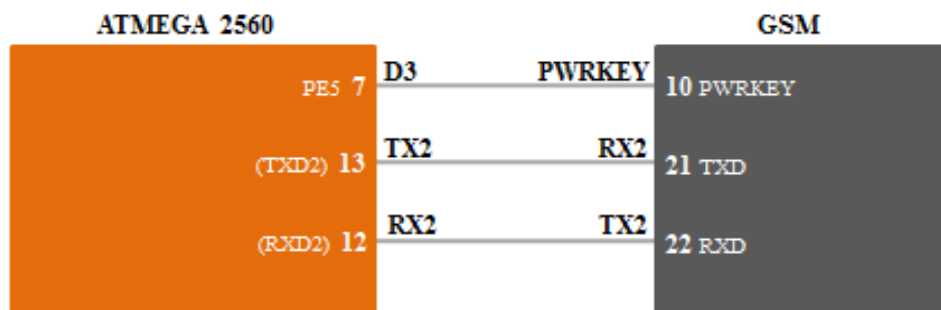 ATMEGA 2560 GSM
PE5 7 D3 PWRKEY 10 PWRKEY
(TXD2) 13 TX2 RX2 21 TXD
(RXD2) 12 RX2 TX2 22 RXD